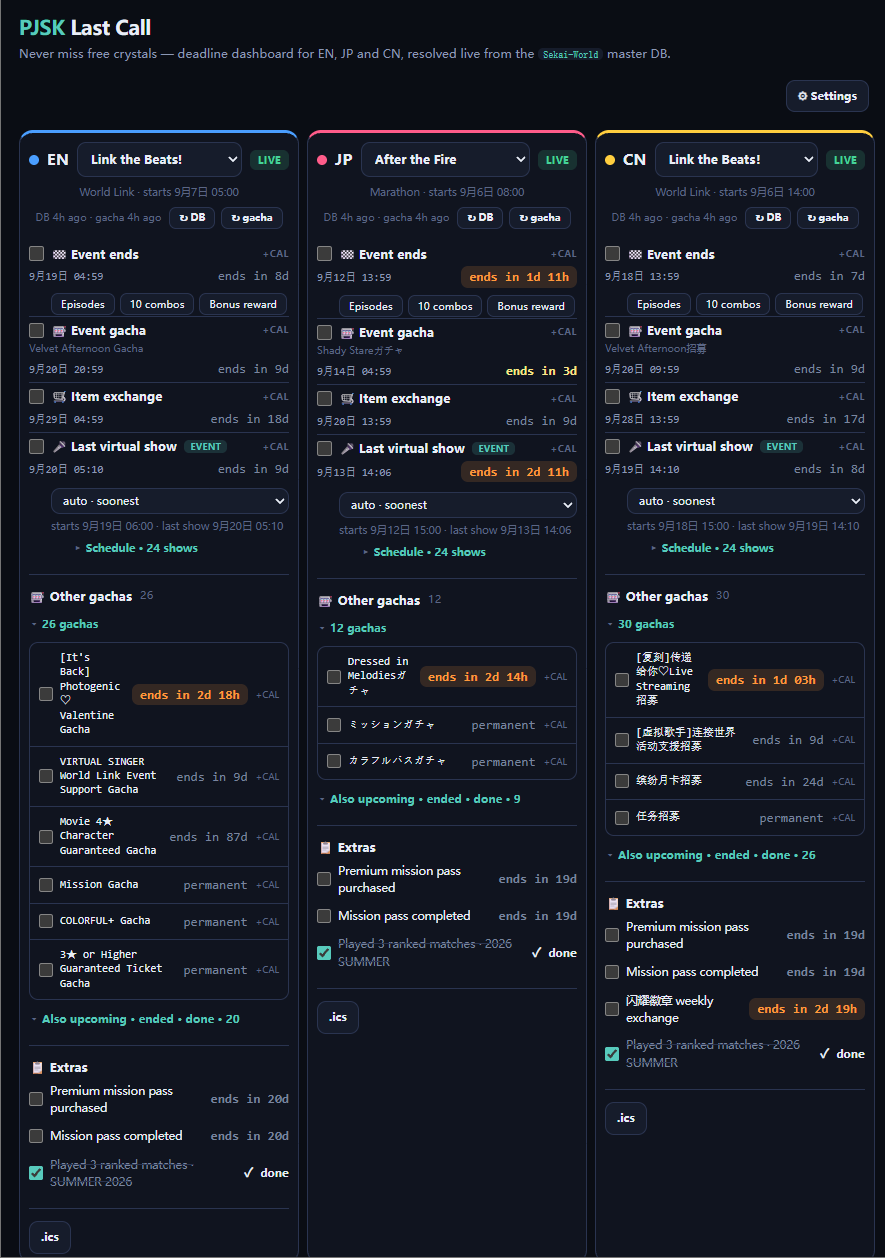 PJSK Last Call
Never miss free crystals — deadline dashboard for EN, JP and CN, resolved live from the Sekai-World master DB.
⚙ Settings
EN Link the Beats! LIVE
World Link · starts 9月7日 05:00
DB 4h ago · gacha 4h ago ↻ DB ↻ gacha
🏁 Event ends +CAL
9月19日 04:59 ends in 8d
Episodes 10 combos Bonus reward
Event gacha +CAL
Velvet Afternoon Gacha
9月20日 20:59 ends in 9d
🛒 Item exchange +CAL
9月29日 04:59 ends in 18d
🎤 Last virtual show EVENT +CAL
9月20日 05:10 ends in 9d
auto · soonest
starts 9月19日 06:00 · last show 9月20日 05:10
Schedule • 24 shows
Other gachas 26
26 gachas
[It's
Back]
Photogenic
♡
Valentine
Gacha
ends in 2d 18h +CAL
VIRTUAL SINGER
World Link Event
Support Gacha
ends in 9d +CAL
Movie 4★
Character
Guaranteed Gacha
ends in 87d +CAL
Mission Gacha permanent +CAL
COLORFUL+ Gacha permanent +CAL
3★ or Higher
Guaranteed Ticket
Gacha
permanent +CAL
Also upcoming • ended • done • 20
📋 Extras
Premium mission pass
purchased
ends in 20d
Mission pass completed ends in 20d
Played 3 ranked matches ·
SUMMER 2026
✓ done
.ics
JP After the Fire LIVE
Marathon · starts 9月6日 08:00
DB 4h ago · gacha 4h ago ↻ DB ↻ gacha
🏁 Event ends +CAL
9月12日 13:59 ends in 1d 11h
Episodes 10 combos Bonus reward
Event gacha +CAL
Shady Stareガチャ
9月14日 04:59 ends in 3d
🛒 Item exchange +CAL
9月20日 13:59 ends in 9d
🎤 Last virtual show EVENT +CAL
9月13日 14:06 ends in 2d 11h
auto · soonest
starts 9月12日 15:00 · last show 9月13日 14:06
Schedule • 24 shows
Other gachas 12
12 gachas
Dressed in
Melodiesガ
チャ
ends in 2d 14h +CAL
ミッションガチャ permanent +CAL
カラフルパスガチャ permanent +CAL
Also upcoming • ended • done • 9
📋 Extras
Premium mission pass
purchased
ends in 19d
Mission pass completed ends in 19d
Played 3 ranked matches · 2026
SUMMER
✓ done
.ics
CN Link the Beats! LIVE
World Link · starts 9月6日 14:00
DB 4h ago · gacha 4h ago ↻ DB ↻ gacha
🏁 Event ends +CAL
9月18日 13:59 ends in 7d
Episodes 10 combos Bonus reward
Event gacha +CAL
Velvet Afternoon招募
9月20日 09:59 ends in 9d
🛒 Item exchange +CAL
9月28日 13:59 ends in 17d
🎤 Last virtual show EVENT +CAL
9月19日 14:10 ends in 8d
auto · soonest
starts 9月18日 15:00 · last show 9月19日 14:10
Schedule • 24 shows
Other gachas 30
30 gachas
[复刻]传递
给你♡Live
Streaming
招募
ends in 1d 03h +CAL
[虚拟歌手]连接世界
活动支援招募
ends in 9d +CAL
缤纷月卡招募 ends in 24d +CAL
任务招募 permanent +CAL
Also upcoming • ended • done • 26
📋 Extras
Premium mission pass
purchased
ends in 19d
Mission pass completed ends in 19d
闪耀徽章 weekly
exchange
ends in 2d 19h
Played 3 ranked matches · 2026
SUMMER
✓ done
.ics